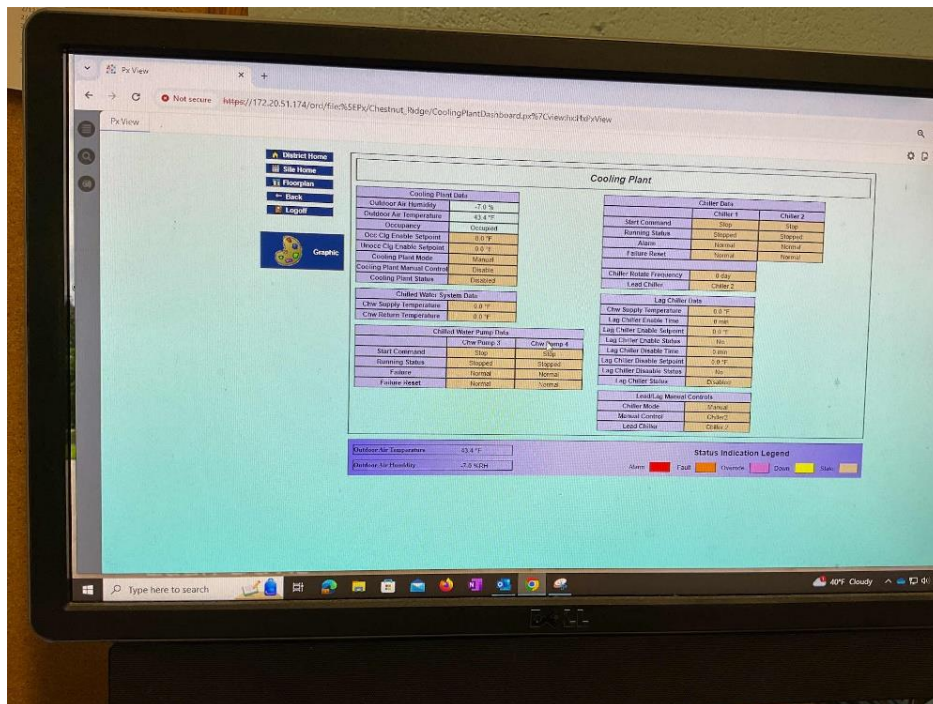 Px View
Not secure https://172.20.51.174/ord/file:%5EPx/Chestnut_Ridge/CoolingPlantDashboard.px%7Cview:hx:HxPxView
Px View
District Home
Site Home
Floorplan
Back
Logoff
Graphic
Cooling Plant
Cooling Plant Data
Outdoor Air Humidity -7.0 %
Outdoor Air Temperature 43.4 °F
Occupancy Occupied
Occ Clg Enable Setpoint 0.0 °F
Unocc Clg Enable Setpoint 0.0 °F
Cooling Plant Mode Manual
Cooling Plant Manual Control Disable
Cooling Plant Status Disabled
Chilled Water System Data
Chw Supply Temperature 0.0 °F
Chw Return Temperature 0.0 °F
Chilled Water Pump Data
Chw Pump 3 Chw Pump 4
Start Command Stop Stop
Running Status Stopped Stopped
Failure Normal Normal
Failure Reset Normal Normal
Chiller Data
Chiller 1 Chiller 2
Start Command Stop Stop
Running Status Stopped Stopped
Alarm Normal Normal
Failure Reset Normal Normal
Chiller Rotate Frequency 0 day
Lead Chiller Chiller 2
Lag Chiller Data
Chw Supply Temperature 0.0 °F
Lag Chiller Enable Time 0 min
Lag Chiller Enable Setpoint 0.0 °F
Lag Chiller Enable Status No
Lag Chiller Disable Time 0 min
Lag Chiller Disable Setpoint 0.0 °F
Lag Chiller Dissable Status No
Lag Chiller Status Disabled
Lead/Lag Manual Controls
Chiller Mode Manual
Manual Control Chiller2
Lead Chiller Chiller 2
Outdoor Air Temperature 43.4 °F
Outdoor Air Humidity -7.0 %RH
Status Indication Legend
Alarm Fault Override Down Stale
Type here to search
40°F Cloudy
DELL